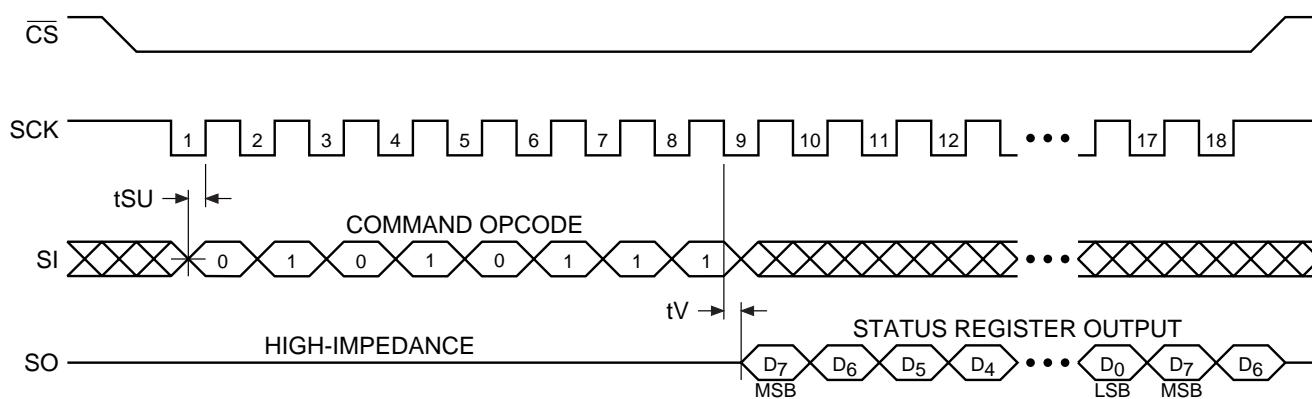 CS
SCK 1 2 3 4 5 6 7 8 9 10 11 12 17 18
tSU
COMMAND OPCODE
SI 0 1 0 1 0 1 1 1
tV
HIGH-IMPEDANCE STATUS REGISTER OUTPUT
SO D7 D6 D5 D4 D0 D7 D6
MSB LSB MSB